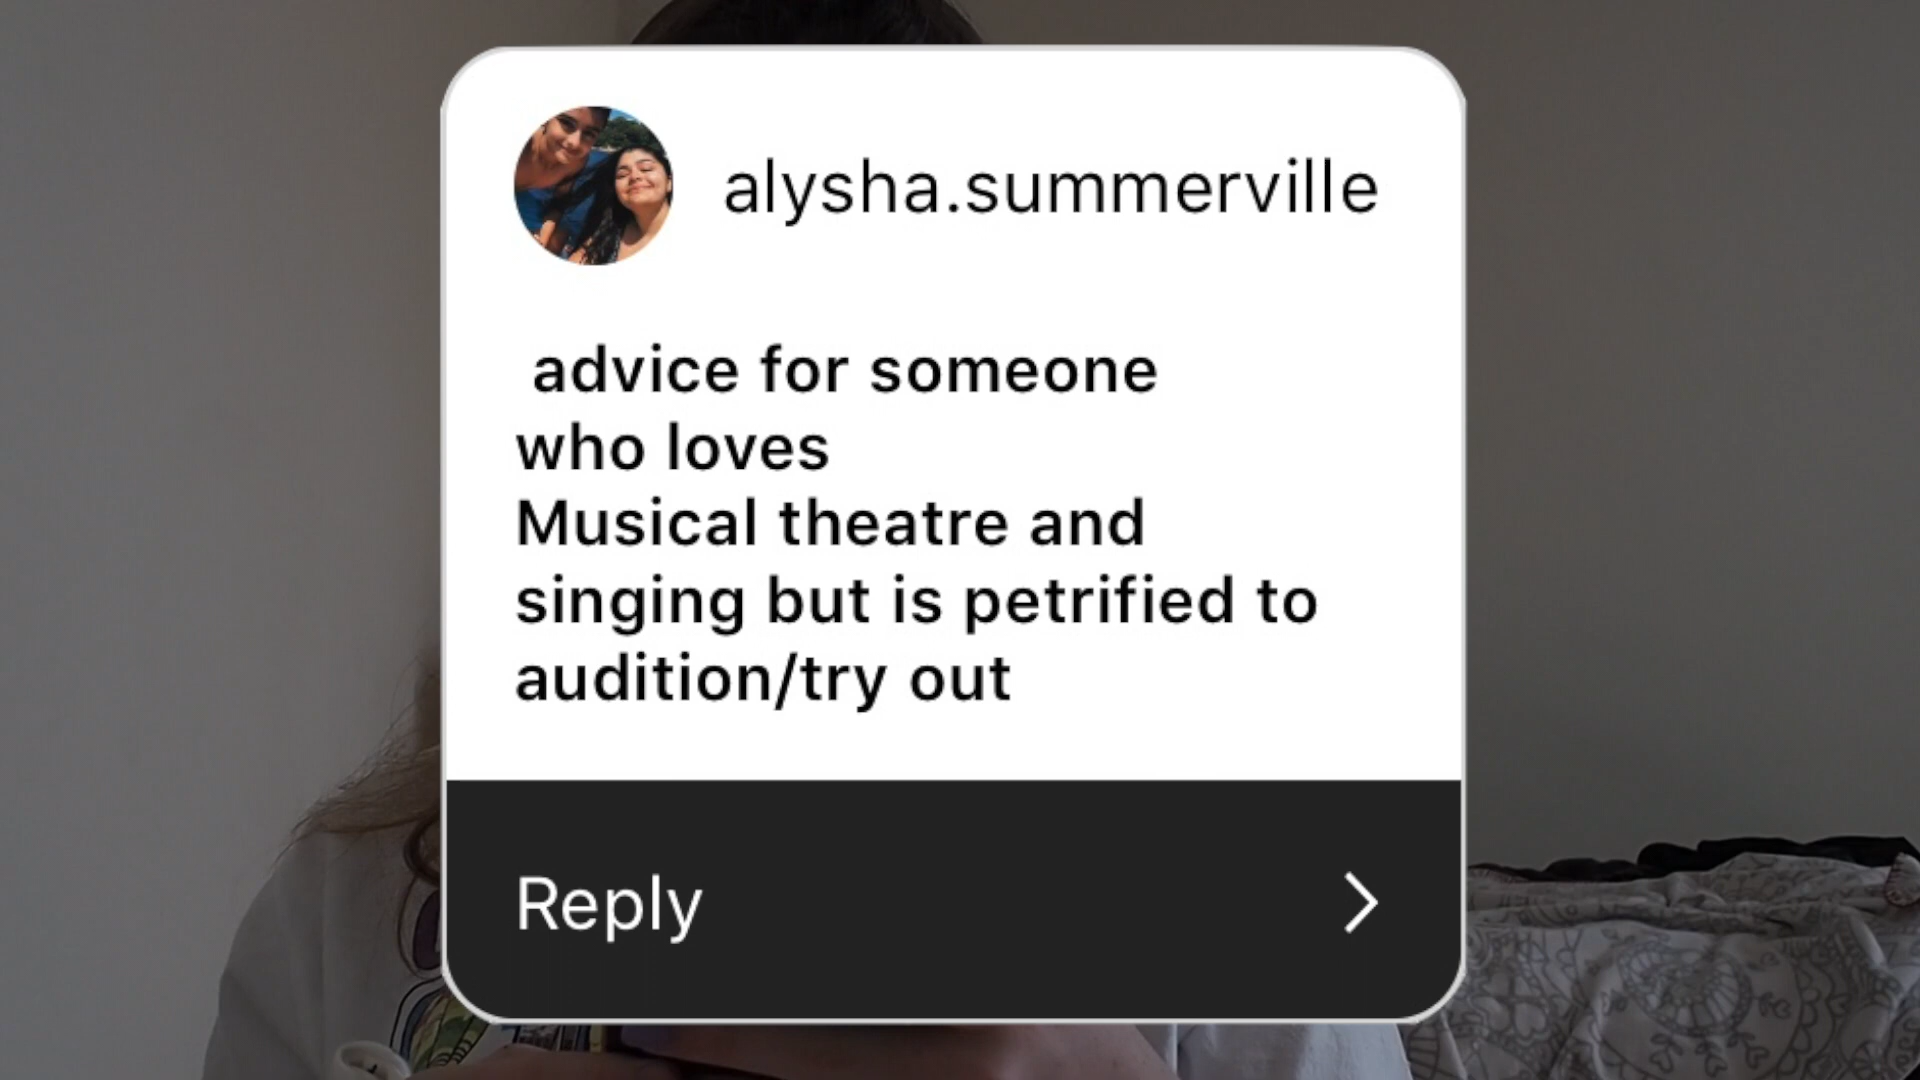 alysha.summerville
advice for someone
who loves
Musical theatre and
singing but is petrified to
audition/try out
Reply